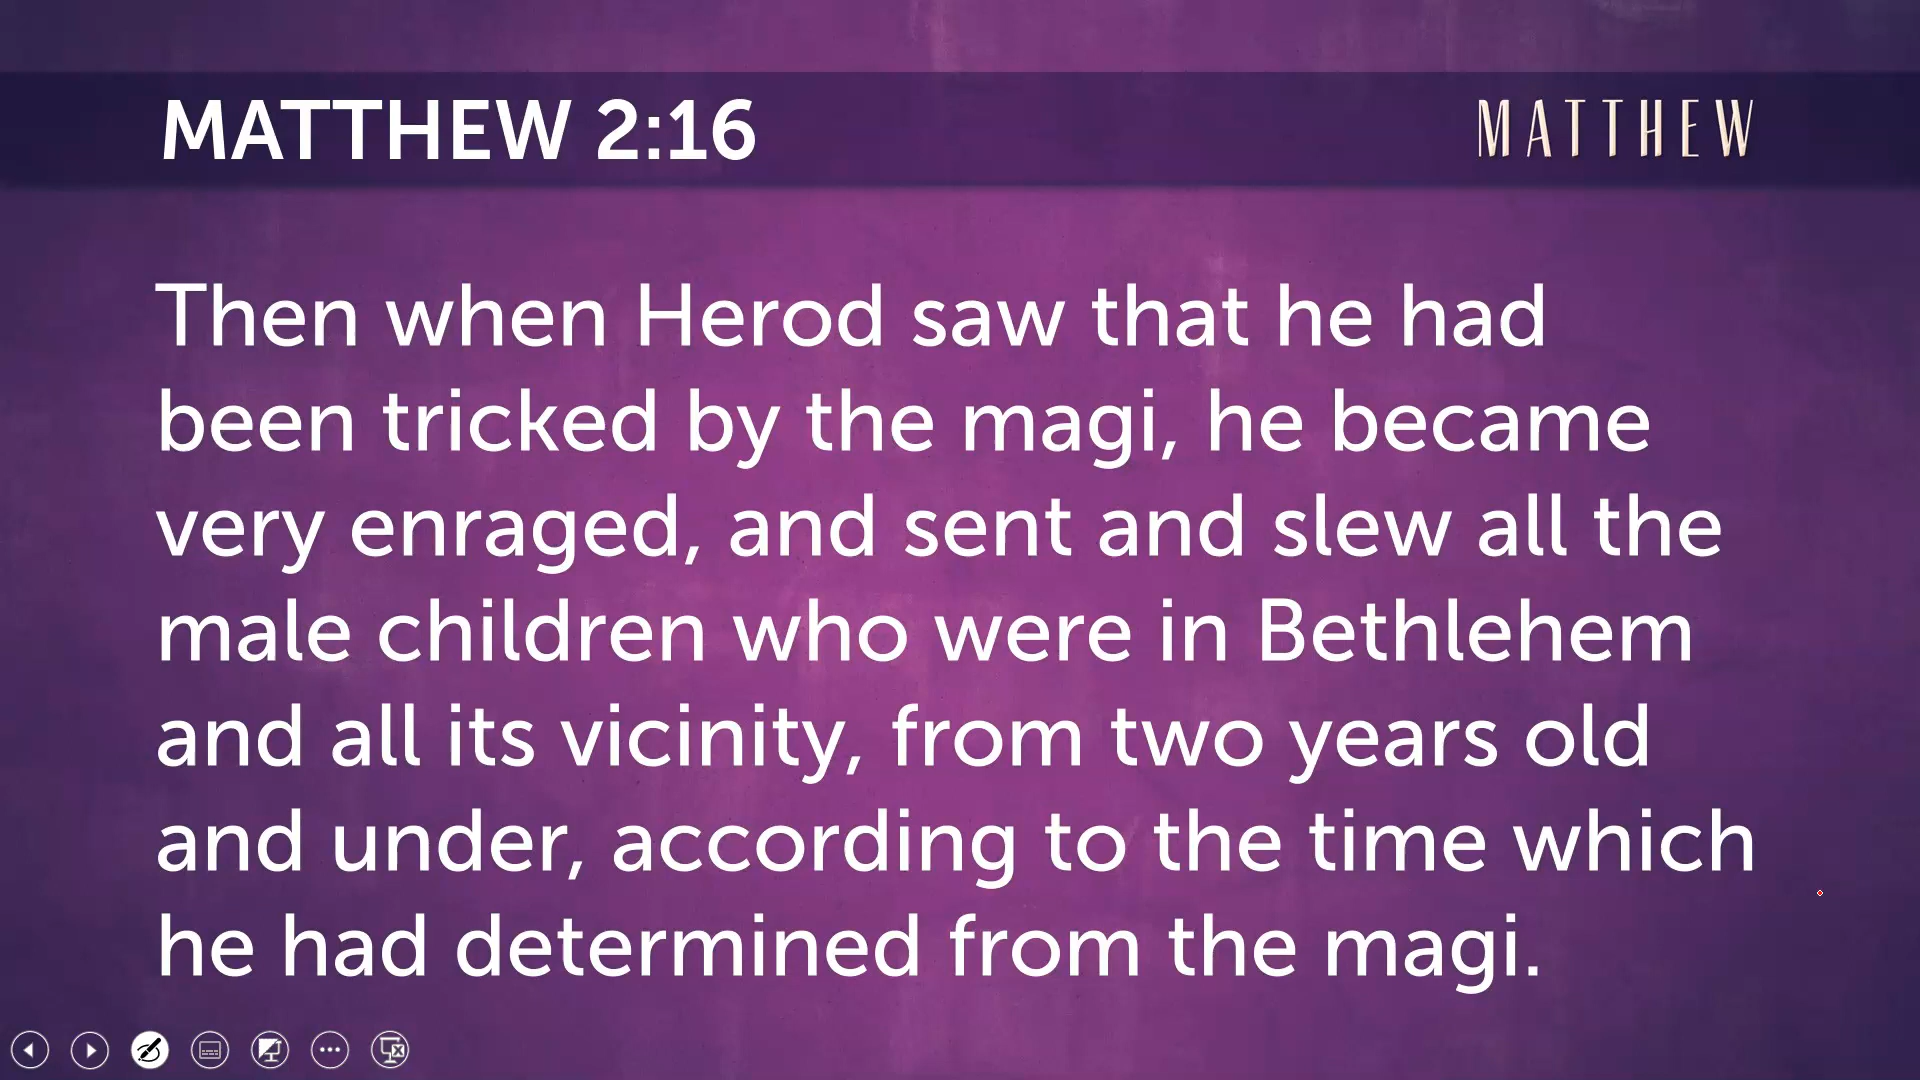 MATTHEW 2:16
MATTHEW
Then when Herod saw that he had
been tricked by the magi, he became
very enraged, and sent and slew all the
male children who were in Bethlehem
and all its vicinity, from two years old
and under, according to the time which
he had determined from the magi.